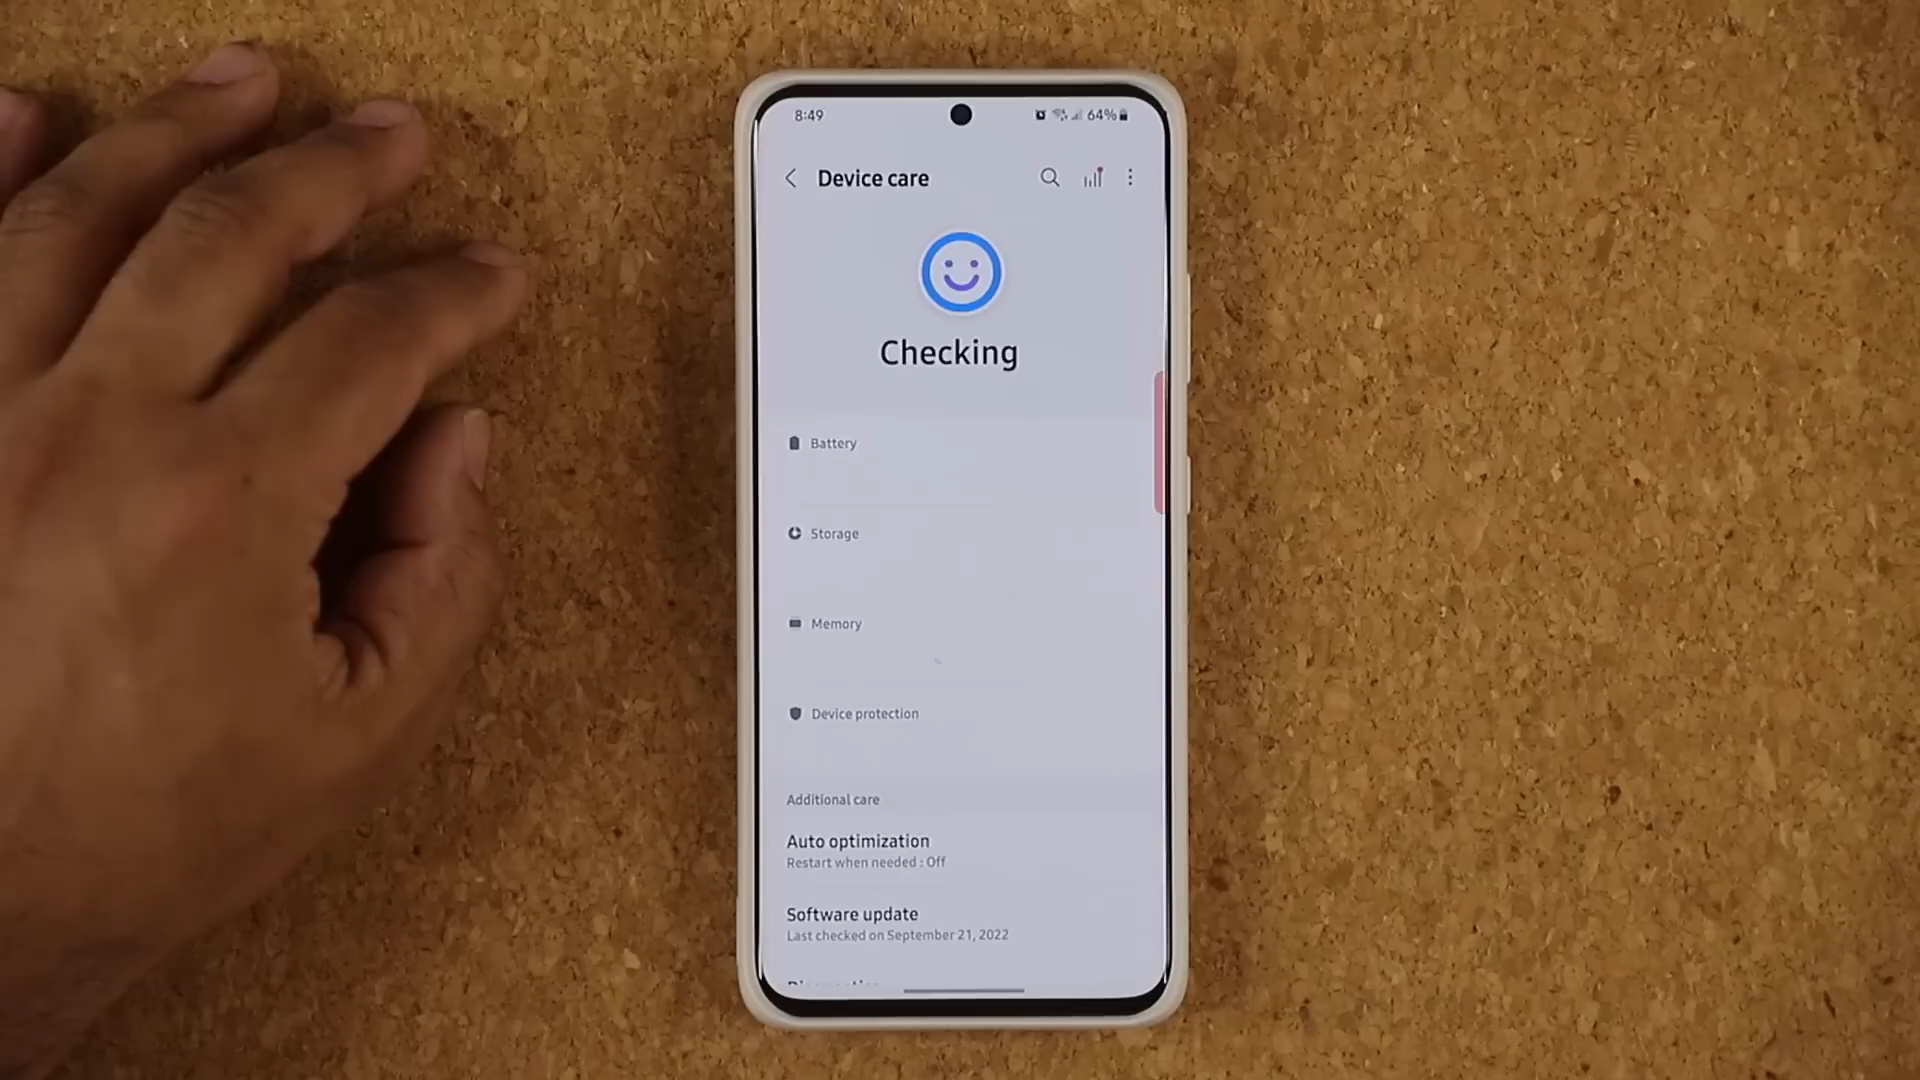 8:49
64%
Device care
Checking
Battery
Storage
Memory
Device protection
Additional care
Auto optimization
Restart when needed : Off
Software update
Last checked on September 21, 2022